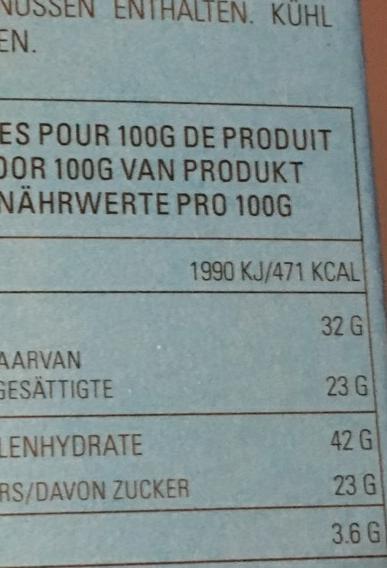 NÜSSEN ENTHALTEN. KÜHL
EN.
ES POUR 100G DE PRODUIT
OOR 100G VAN PRODUKT
NÄHRWERTE PRO 100G
1990 KJ/471 KCAL
32 G
AARVAN
GESÄTTIGTE 23 G
LENHYDRATE 42 G
RS/DAVON ZUCKER 23 G
3.6 G